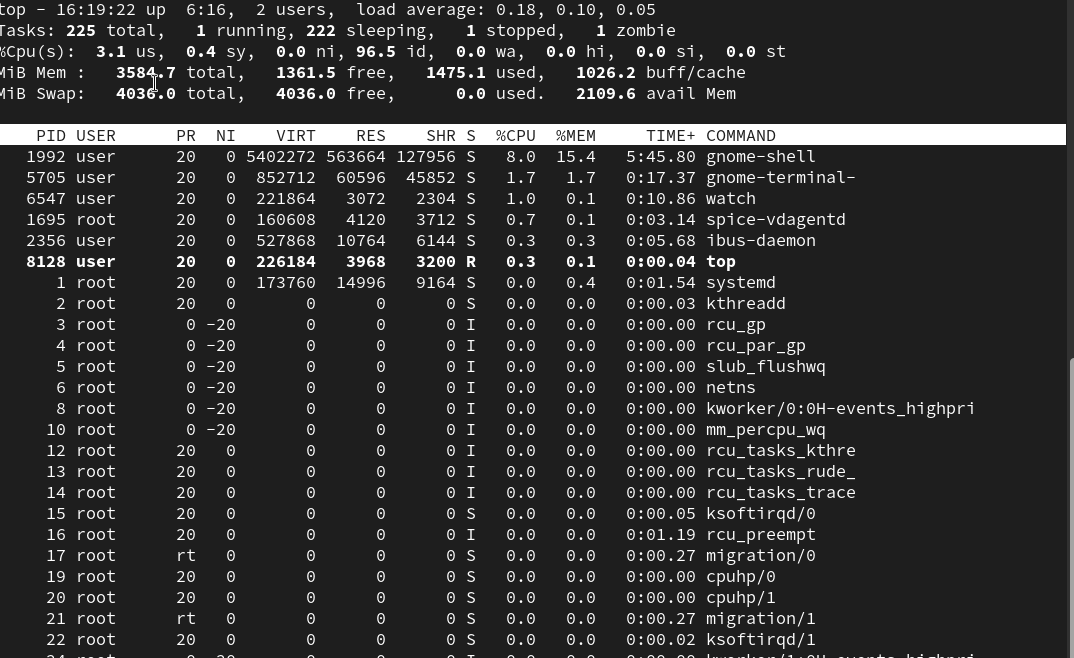 top - 16:19:22 up  6:16,  2 users,  load average: 0.18, 0.10, 0.05
Tasks: 225 total,   1 running, 222 sleeping,   1 stopped,   1 zombie
%Cpu(s):  3.1 us,  0.4 sy,  0.0 ni, 96.5 id,  0.0 wa,  0.0 hi,  0.0 si,  0.0 st
MiB Mem :   3584.7 total,   1361.5 free,   1475.1 used,   1026.2 buff/cache
MiB Swap:   4036.0 total,   4036.0 free,      0.0 used.   2109.6 avail Mem
PID USER      PR  NI    VIRT    RES    SHR S  %CPU  %MEM     TIME+ COMMAND
1992 user      20   0 5402272 563664 127956 S   8.0  15.4   5:45.80 gnome-shell
5705 user      20   0  852712  60596  45852 S   1.7   1.7   0:17.37 gnome-terminal-
6547 user      20   0  221864   3072   2304 S   1.0   0.1   0:10.86 watch
1695 root      20   0  160608   4120   3712 S   0.7   0.1   0:03.14 spice-vdagentd
2356 user      20   0  527868  10764   6144 S   0.3   0.3   0:05.68 ibus-daemon
8128 user      20   0  226184   3968   3200 R   0.3   0.1   0:00.04 top
1 root      20   0  173760  14996   9164 S   0.0   0.4   0:01.54 systemd
2 root      20   0       0      0      0 S   0.0   0.0   0:00.03 kthreadd
3 root       0 -20       0      0      0 I   0.0   0.0   0:00.00 rcu_gp
4 root       0 -20       0      0      0 I   0.0   0.0   0:00.00 rcu_par_gp
5 root       0 -20       0      0      0 I   0.0   0.0   0:00.00 slub_flushwq
6 root       0 -20       0      0      0 I   0.0   0.0   0:00.00 netns
8 root       0 -20       0      0      0 I   0.0   0.0   0:00.00 kworker/0:0H-events_highpri
10 root       0 -20       0      0      0 I   0.0   0.0   0:00.00 mm_percpu_wq
12 root      20   0       0      0      0 I   0.0   0.0   0:00.00 rcu_tasks_kthre
13 root      20   0       0      0      0 I   0.0   0.0   0:00.00 rcu_tasks_rude_
14 root      20   0       0      0      0 I   0.0   0.0   0:00.00 rcu_tasks_trace
15 root      20   0       0      0      0 S   0.0   0.0   0:00.05 ksoftirqd/0
16 root      20   0       0      0      0 I   0.0   0.0   0:01.19 rcu_preempt
17 root      rt   0       0      0      0 S   0.0   0.0   0:00.27 migration/0
19 root      20   0       0      0      0 S   0.0   0.0   0:00.00 cpuhp/0
20 root      20   0       0      0      0 S   0.0   0.0   0:00.00 cpuhp/1
21 root      rt   0       0      0      0 S   0.0   0.0   0:00.27 migration/1
22 root      20   0       0      0      0 S   0.0   0.0   0:00.02 ksoftirqd/1